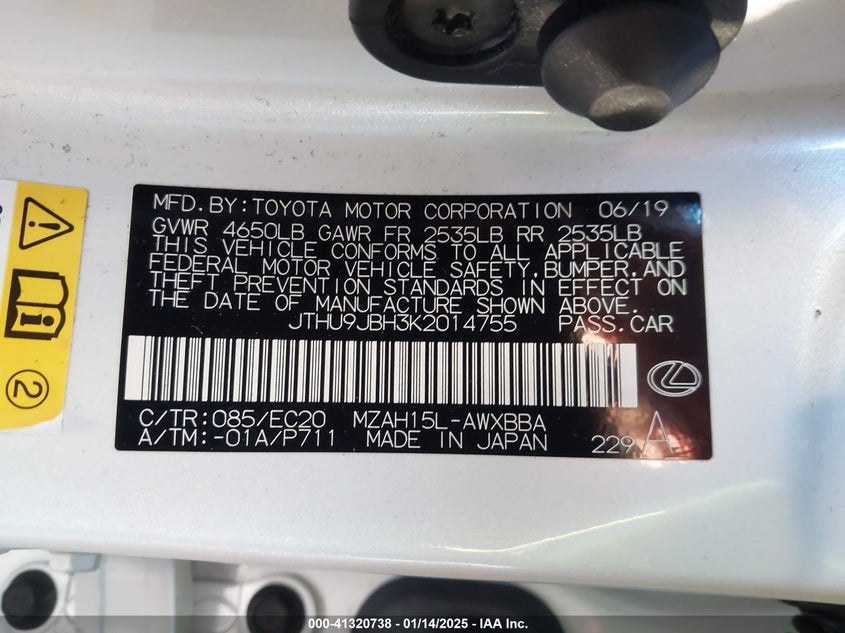 MFD. BY: TOYOTA MOTOR CORPORATION 06/19
GVWR 4650LB GAWR FR 2535LB RR 2535LB
THIS VEHICLE CONFORMS TO ALL APPLICABLE
FEDERAL MOTOR VEHICLE SAFETY, BUMPER, AND
THEFT PREVENTION STANDARDS IN EFFECT ON
THE DATE OF MANUFACTURE SHOWN ABOVE.
JTHU9JBH3K2014755 PASS. CAR
C/TR: 085/EC20 MZAH15L-AWXBBA
A/TM: -01A/P711 MADE IN JAPAN 229 A
2
000-41320738 - 01/14/2025 - IAA Inc.